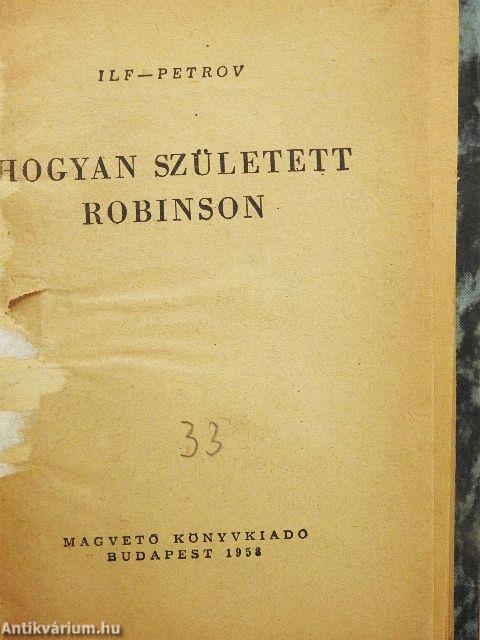 ILF—PETROV
HOGYAN SZÜLETETT
ROBINSON
33
MAGVETŐ KÖNYVKIADÓ
BUDAPEST 1958
Antikvárium.hu